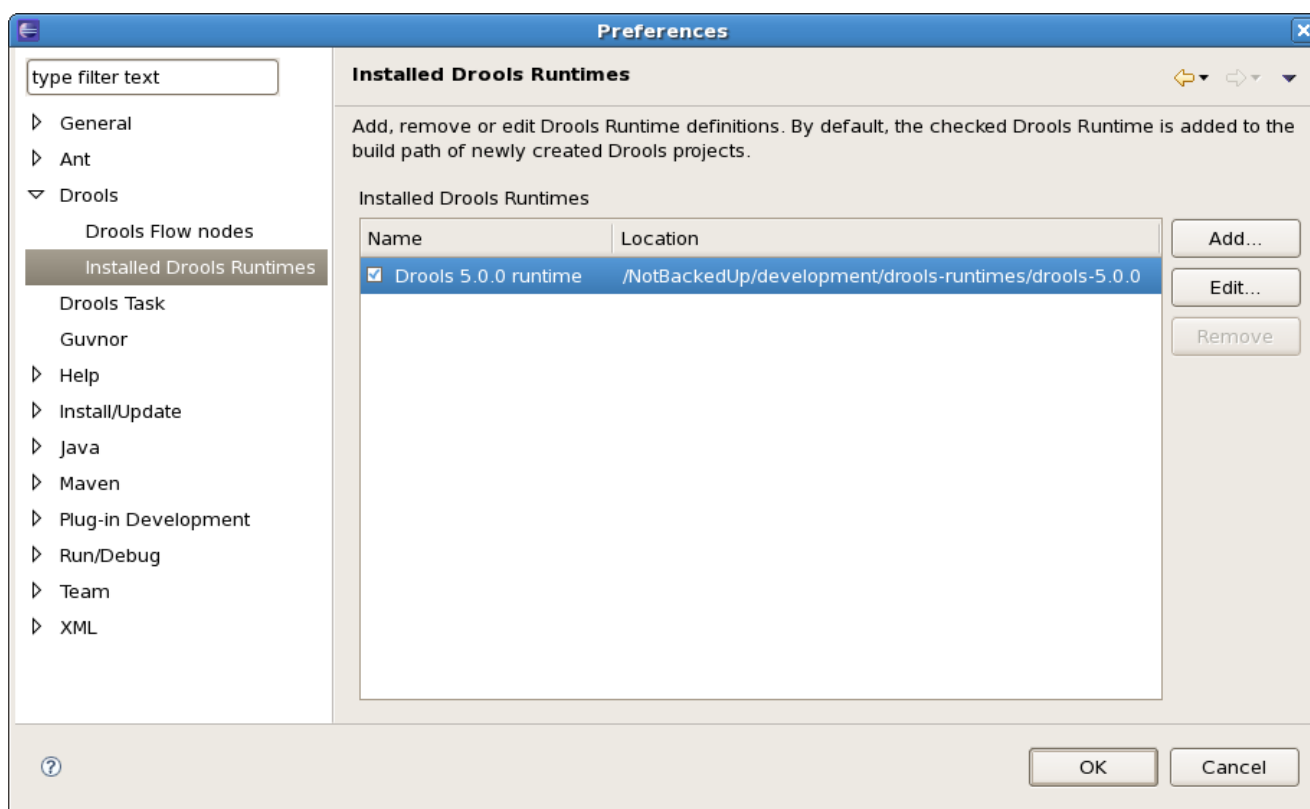 Preferences
type filter text
General
Ant
Drools
Drools Flow nodes
Installed Drools Runtimes
Drools Task
Guvnor
Help
Install/Update
Java
Maven
Plug-in Development
Run/Debug
Team
XML
Installed Drools Runtimes
Add, remove or edit Drools Runtime definitions. By default, the checked Drools Runtime is added to the
build path of newly created Drools projects.
Installed Drools Runtimes
Name Location
Drools 5.0.0 runtime /NotBackedUp/development/drools-runtimes/drools-5.0.0
Add...
Edit...
Remove
OK Cancel